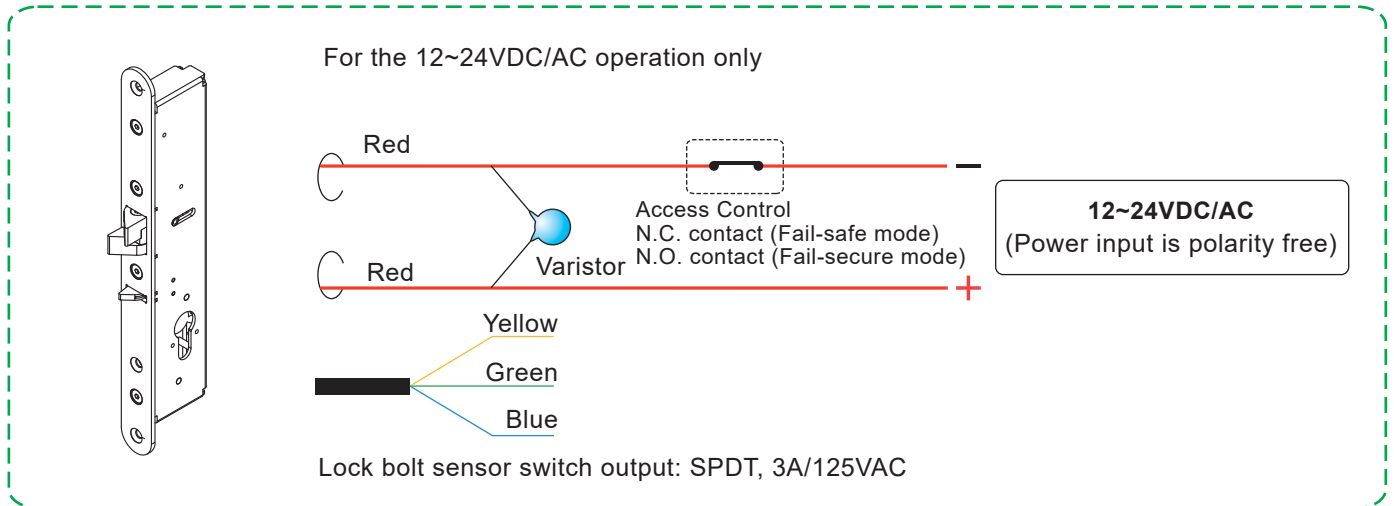 For the 12~24VDC/AC operation only
Red
Access Control
N.C. contact (Fail-safe mode)
N.O. contact (Fail-secure mode)
Varistor
Red
−
+
12~24VDC/AC
(Power input is polarity free)
Yellow
Green
Blue
Lock bolt sensor switch output: SPDT, 3A/125VAC